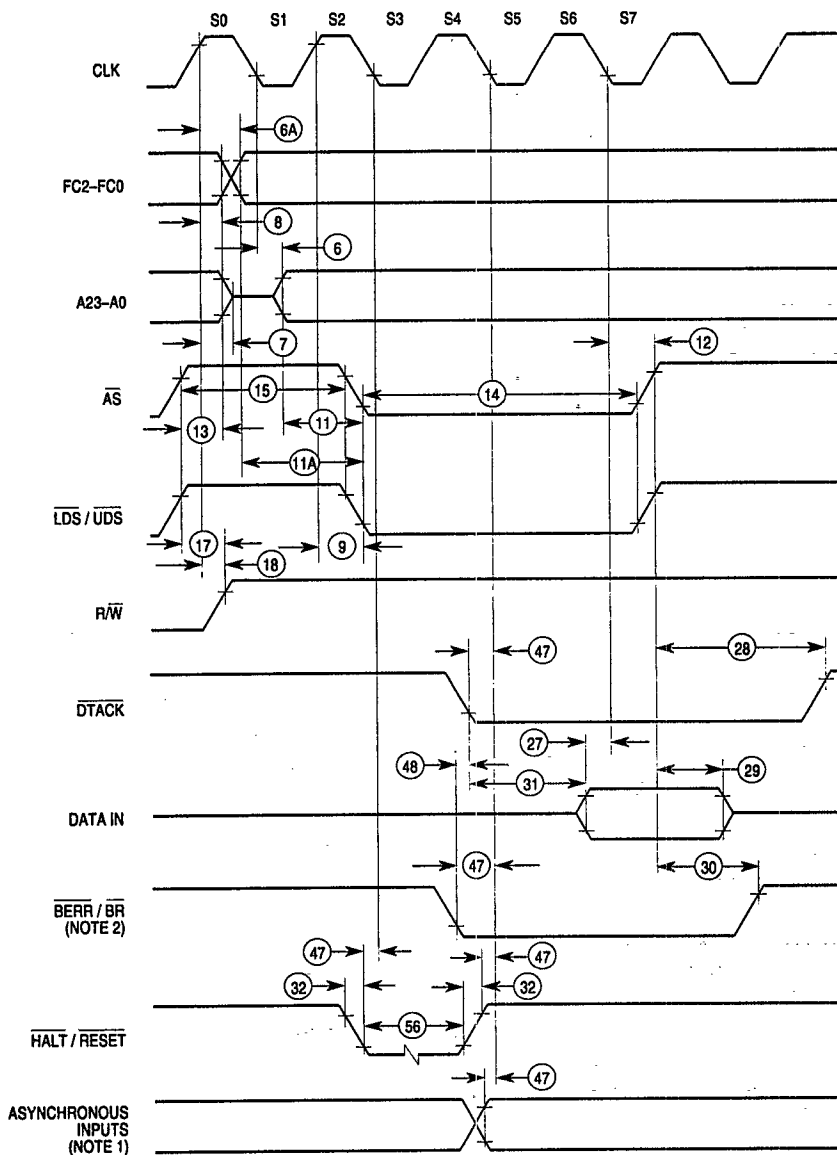 S0 S1 S2 S3 S4 S5 S6 S7
CLK
6A
FC2–FC0
8
6
A23–A0
7
12
AS
15
14
13
11
11A
LDS / UDS
17
9
18
R/W
47
28
DTACK
27
48
31
29
DATA IN
47
30
BERR / BR
(NOTE 2)
47
47
32
32
56
HALT / RESET
47
ASYNCHRONOUS
INPUTS
(NOTE 1)